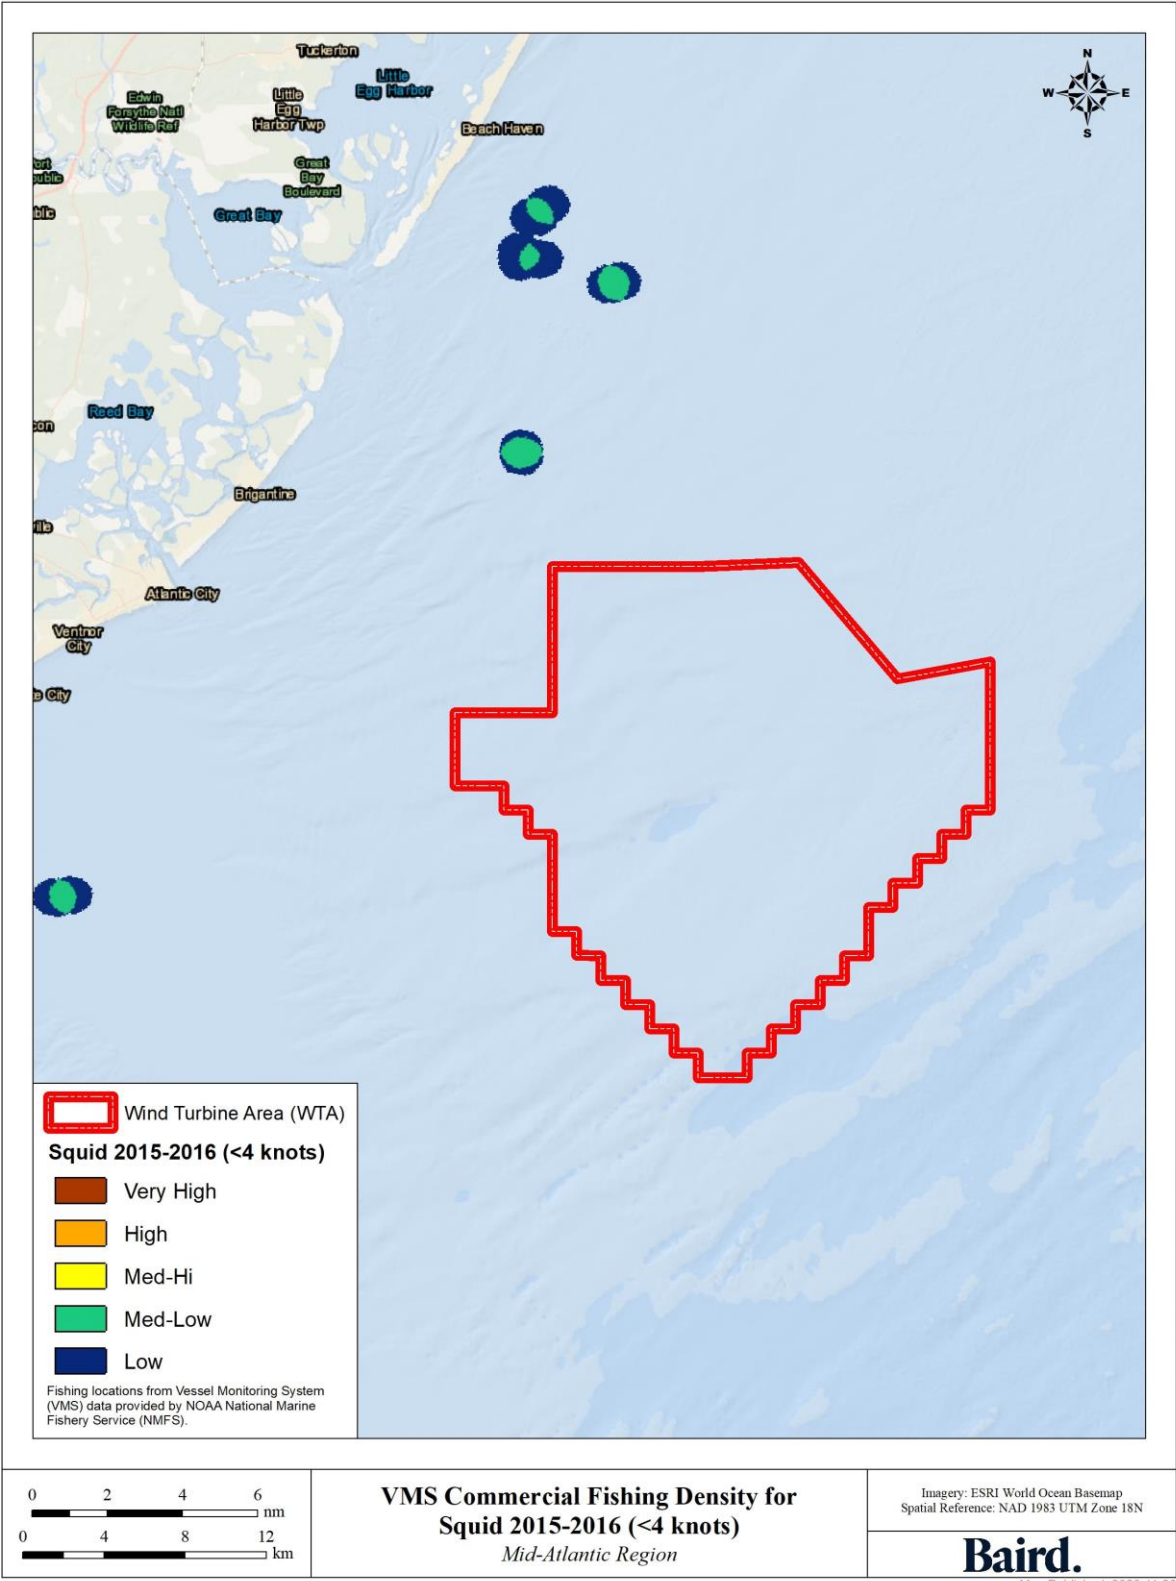 Tuckerton
Little
Egg Harbor
Edwin
Forsythe Natl
Wildlife Ref
Little
Egg
Harbor Twp
Beach Haven
Great
Bay
Boulevard
Great Bay
N
W E
S
Reed Bay
Brigantine
Atlantic City
Ventnor
City
City
Wind Turbine Area (WTA)
Squid 2015-2016 (<4 knots)
Very High
High
Med-Hi
Med-Low
Low
Fishing locations from Vessel Monitoring System
(VMS) data provided by NOAA National Marine
Fishery Service (NMFS).
0 2 4 6
nm
0 4 8 12
km
VMS Commercial Fishing Density for
Squid 2015-2016 (<4 knots)
Mid-Atlantic Region
Imagery: ESRI World Ocean Basemap
Spatial Reference: NAD 1983 UTM Zone 18N
Baird.